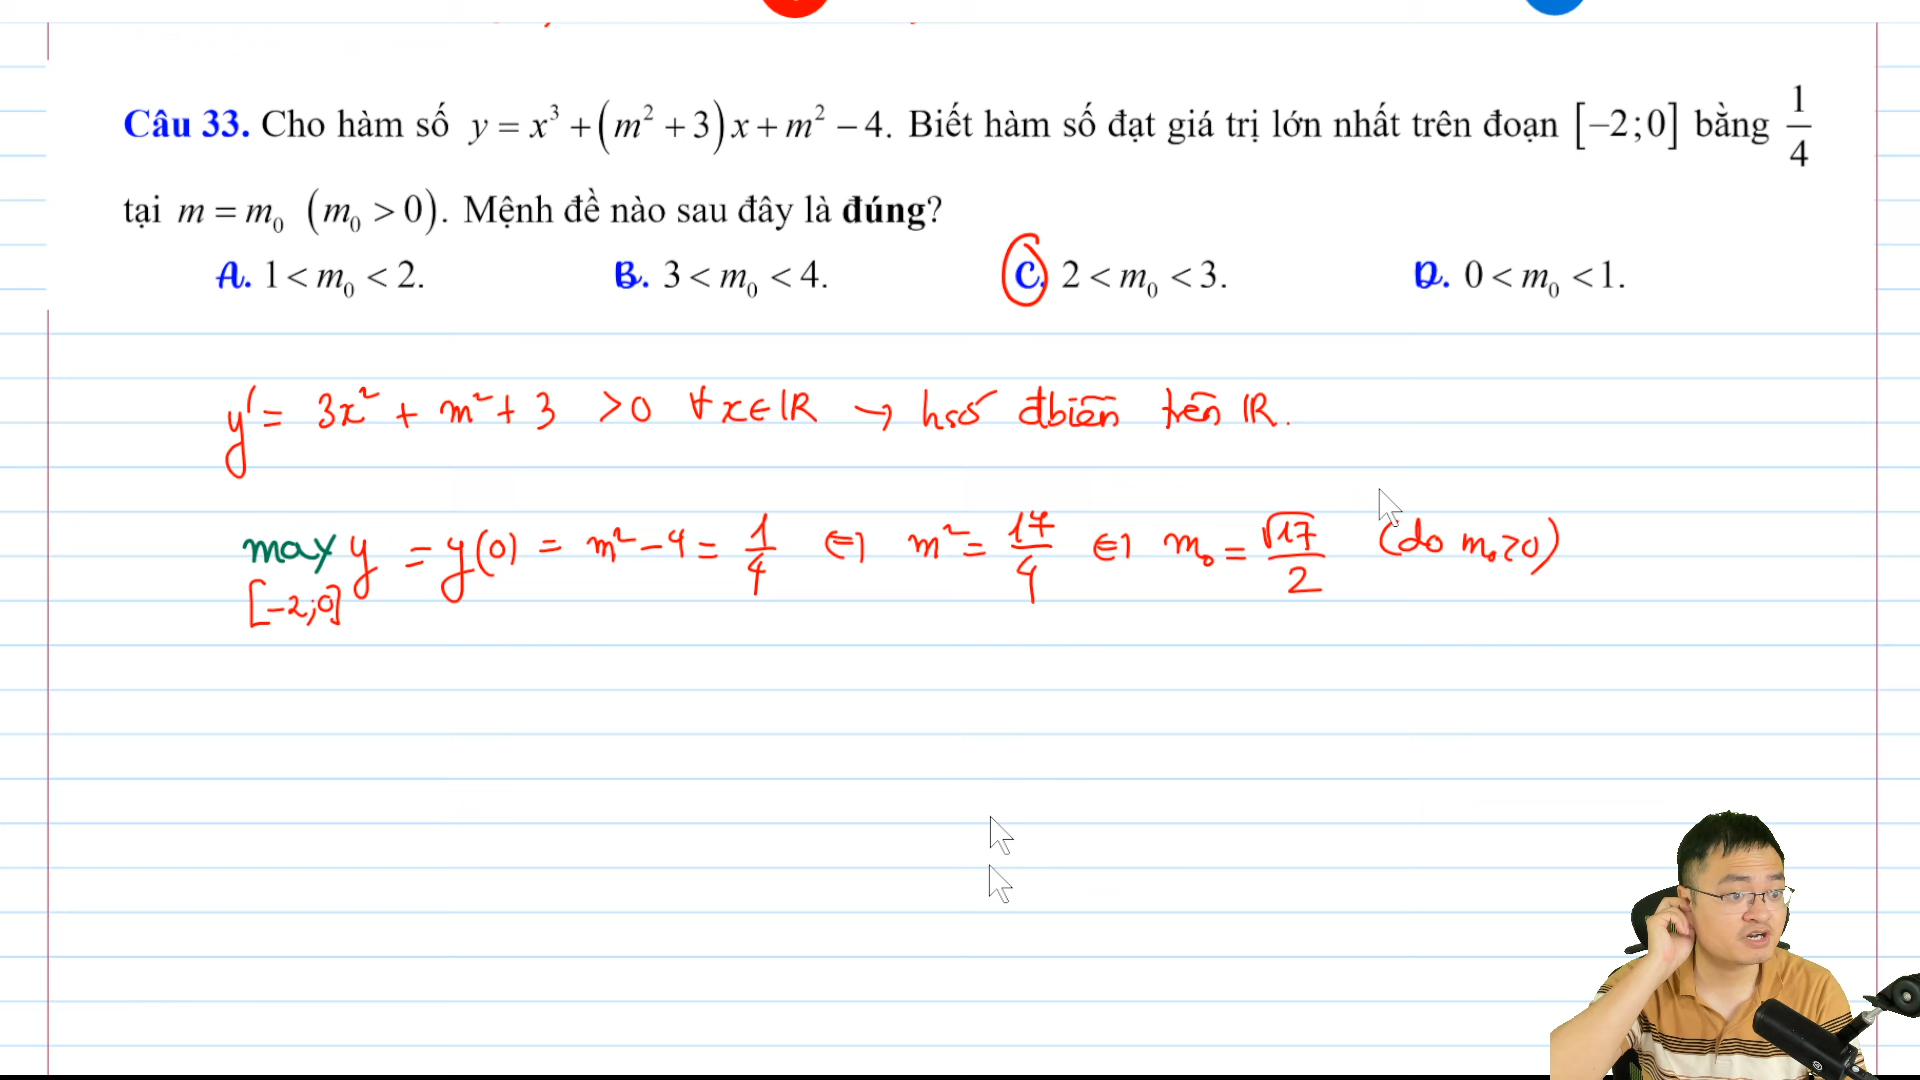 Câu 33. Cho hàm số y = x³ + (m² + 3)x + m² − 4. Biết hàm số đạt giá trị lớn nhất trên đoạn [−2;0] bằng 1/4
tại m = m₀ (m₀ > 0). Mệnh đề nào sau đây là đúng?
A. 1 < m₀ < 2. B. 3 < m₀ < 4. C. 2 < m₀ < 3. D. 0 < m₀ < 1.
y' = 3x² + m² + 3 > 0 ∀x∈ℝ → hsố đbiến trên ℝ.
max y = y(0) = m² − 4 = 1/4 ⇔ m² = 17/4 ⇔ m₀ = √17/2 (do m₀>0)
[−2;0]